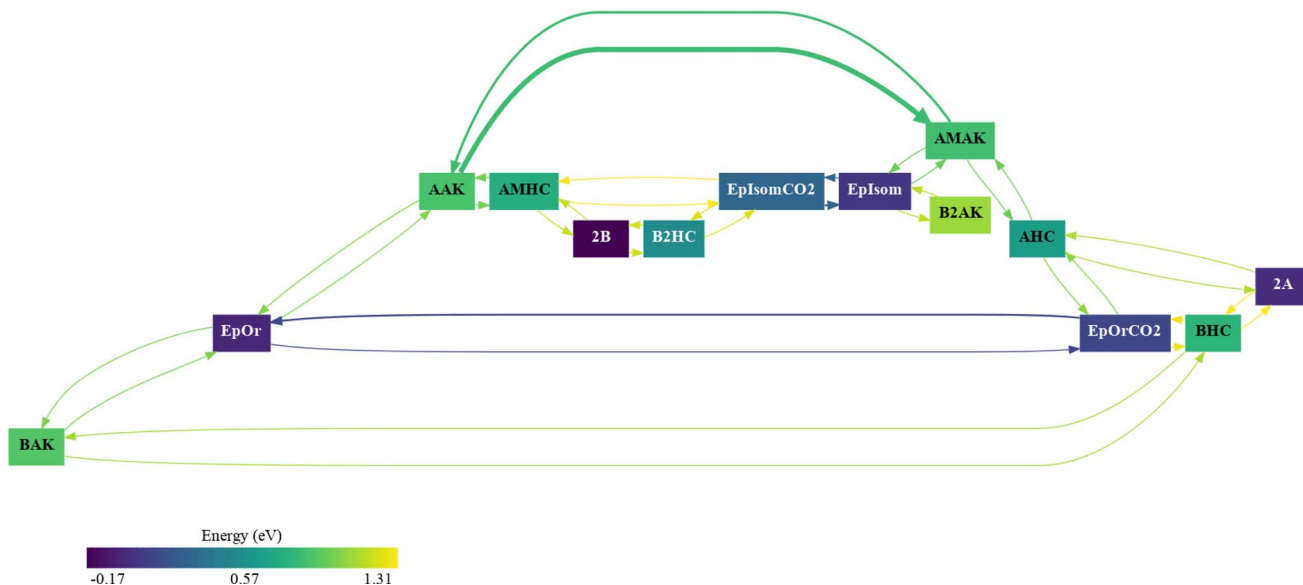 AMAK
AAK
AMHC
EpIsomCO2
EpIsom
B2AK
2B
B2HC
AHC
2A
EpOr
EpOrCO2
BHC
BAK
Energy (eV)
-0.17 0.57 1.31